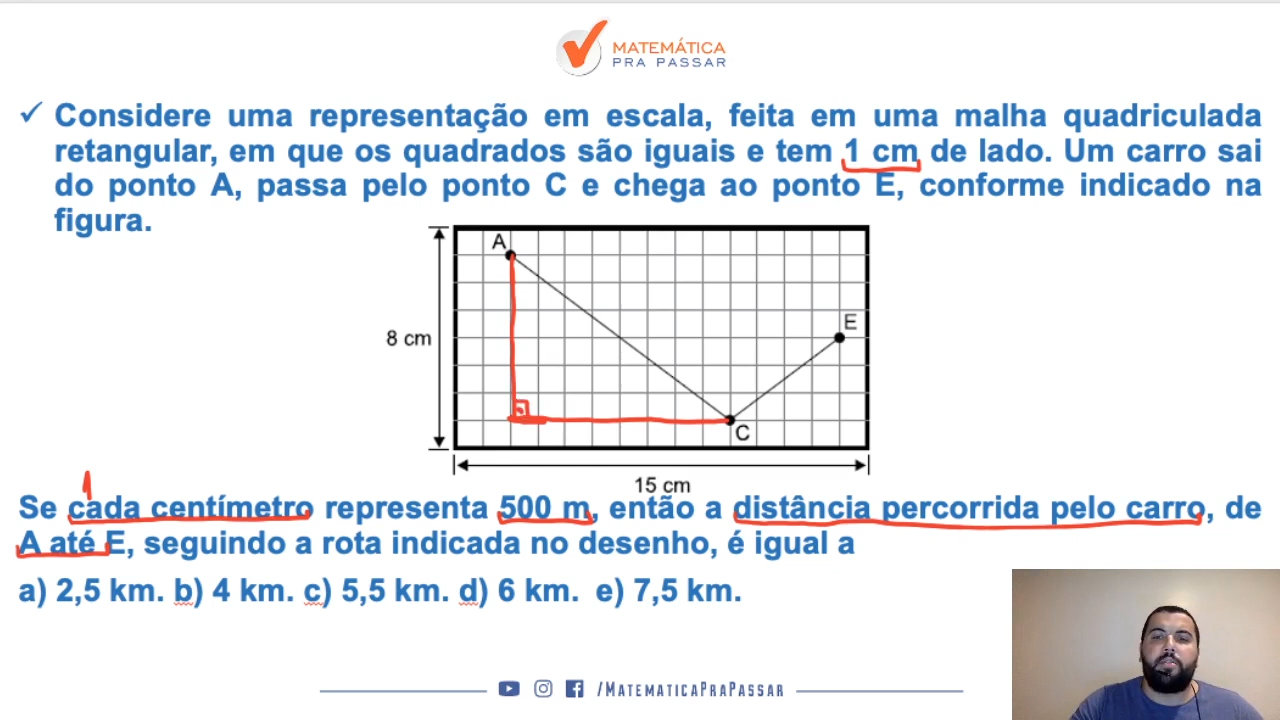 MATEMÁTICA
PRA PASSAR
✓ Considere uma representação em escala, feita em uma malha quadriculada
retangular, em que os quadrados são iguais e tem 1 cm de lado. Um carro sai
do ponto A, passa pelo ponto C e chega ao ponto E, conforme indicado na
figura.
A
E
8 cm
C
15 cm
1
Se cada centímetro representa 500 m, então a distância percorrida pelo carro, de
A até E, seguindo a rota indicada no desenho, é igual a
a) 2,5 km. b) 4 km. c) 5,5 km. d) 6 km. e) 7,5 km.
/MATEMATICAPRAPASSAR